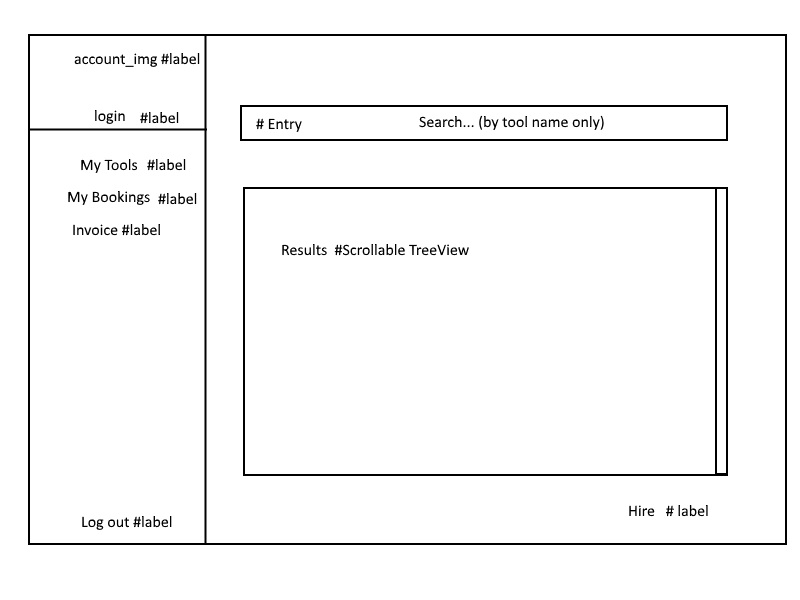 account_img #label
login #label
My Tools #label
My Bookings #label
Invoice #label
Log out #label
# Entry Search... (by tool name only)
Results #Scrollable TreeView
Hire # label